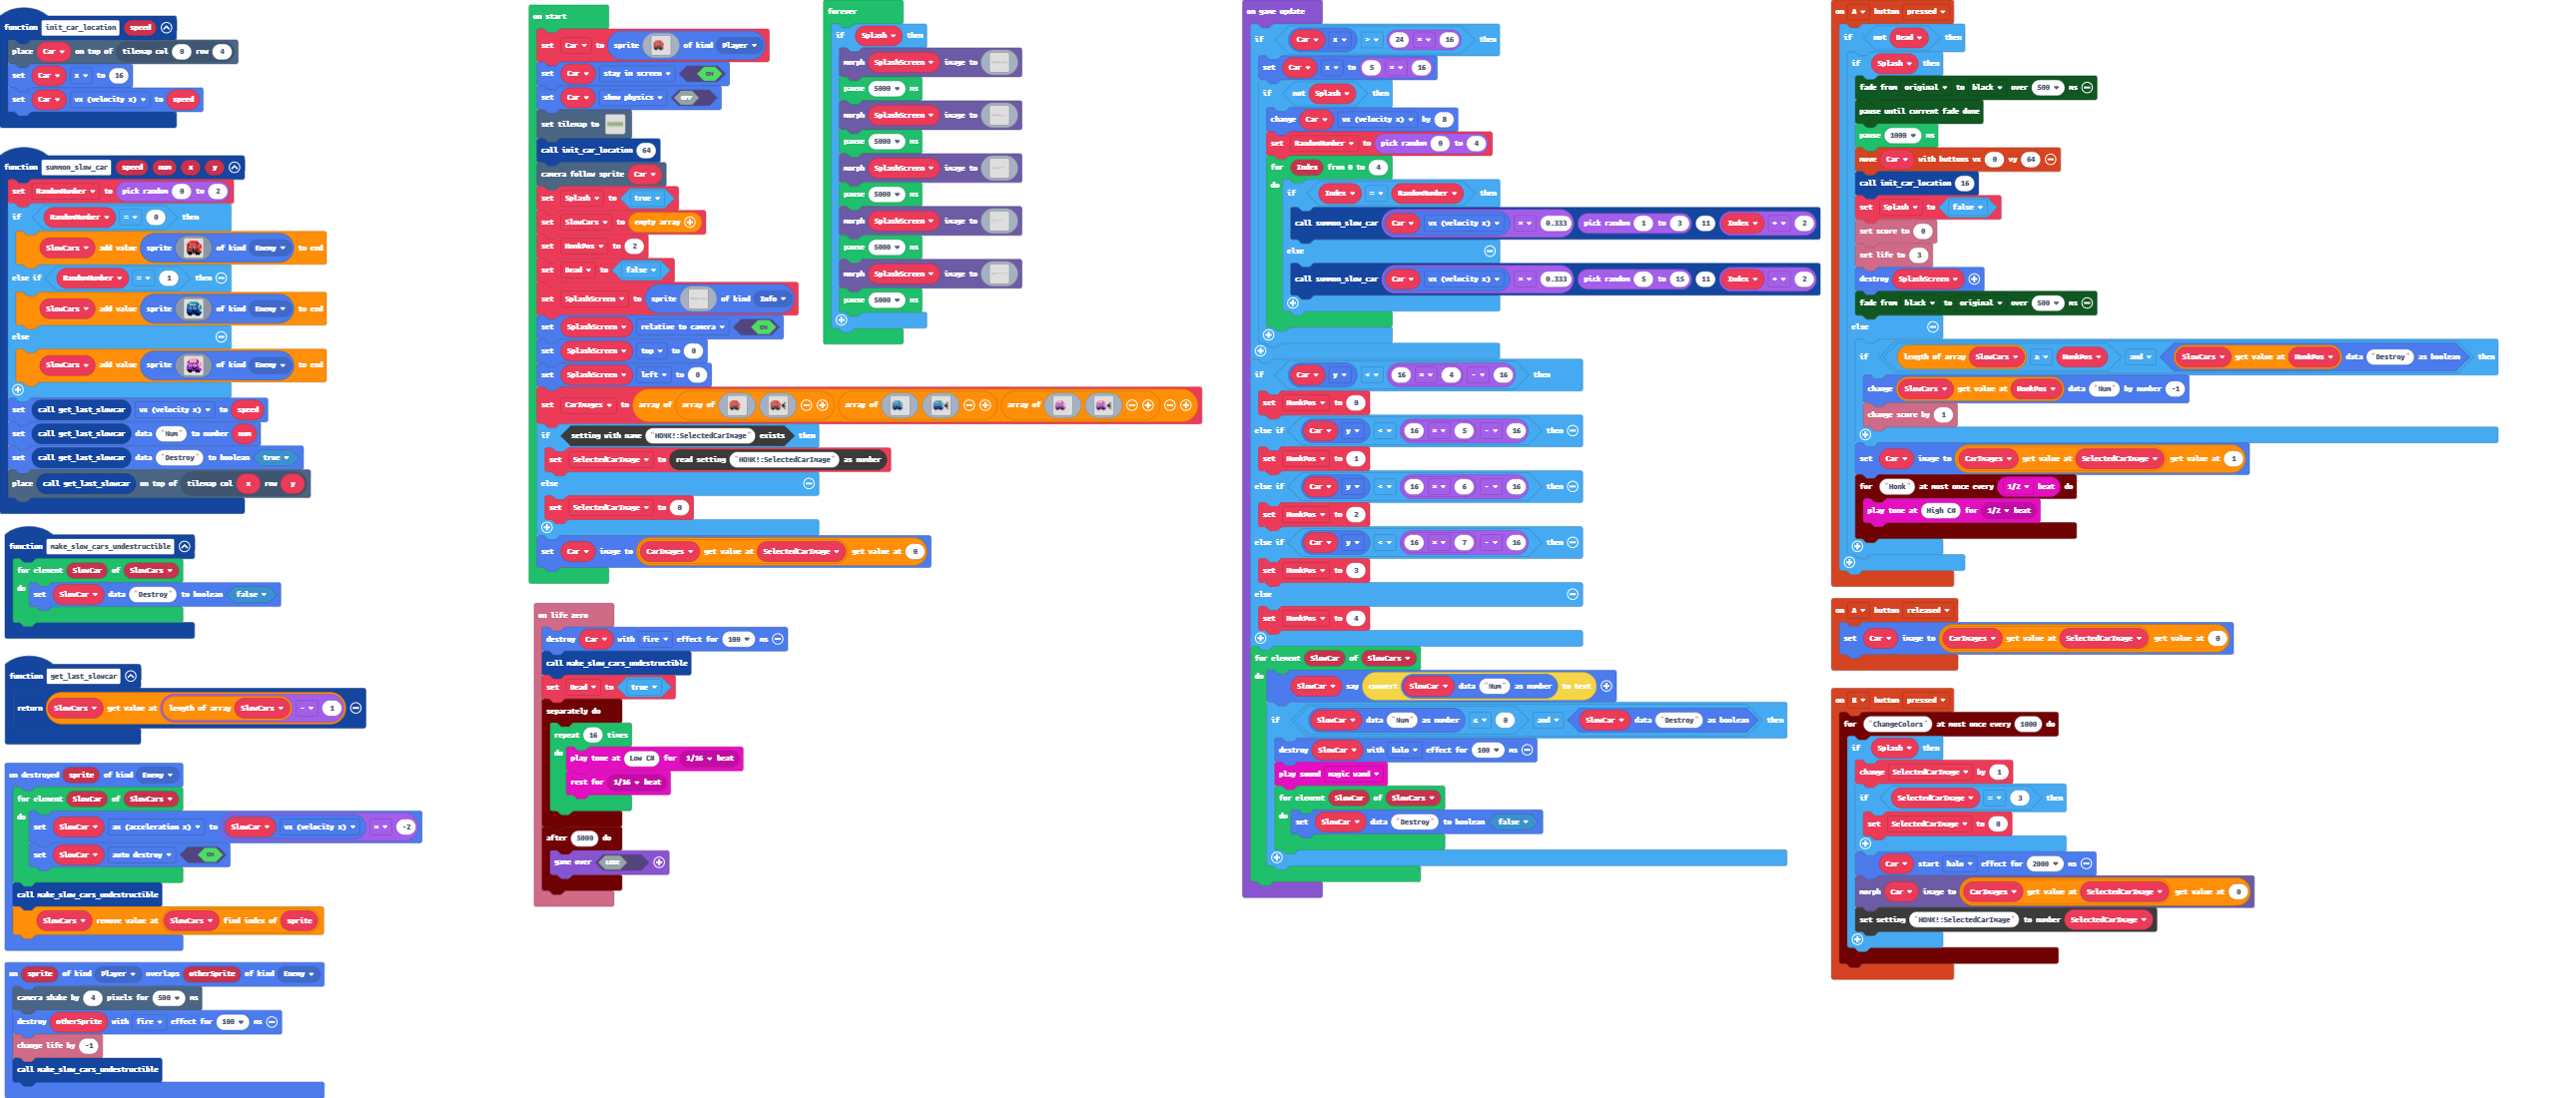 function init_car_location speed
place Car on top of tilemap col 0 row 4
set Car x to 16
set Car vx (velocity x) to speed
function summon_slow_car speed num x y
set RandomNumber to pick random 0 to 2
if RandomNumber = 0 then
SlowCars add value sprite of kind Enemy to end
else if RandomNumber = 1 then
SlowCars add value sprite of kind Enemy to end
else
SlowCars add value sprite of kind Enemy to end
set call get_last_slowcar vx (velocity x) to speed
set call get_last_slowcar data "Num" to number num
set call get_last_slowcar data "Destroy" to boolean true
place call get_last_slowcar on top of tilemap col x row y
function make_slow_cars_undestructible
for element SlowCar of SlowCars
do set SlowCar data "Destroy" to boolean false
function get_last_slowcar
return SlowCars get value at length of array SlowCars - 1
on destroyed sprite of kind Enemy
for element SlowCar of SlowCars
do set SlowCar ax (acceleration x) to SlowCar vx (velocity x) × -2
set SlowCar auto destroy ON
call make_slow_cars_undestructible
SlowCars remove value at SlowCars find index of sprite
on sprite of kind Player overlaps otherSprite of kind Enemy
camera shake by 4 pixels for 500 ms
destroy otherSprite with fire effect for 100 ms
change life by -1
call make_slow_cars_undestructible
on start
set Car to sprite of kind Player
set Car stay in screen ON
set Car show physics OFF
set tilemap to
call init_car_location 64
camera follow sprite Car
set Splash to true
set SlowCars to empty array
set HonkPos to 2
set Dead to false
set SplashScreen to sprite of kind Info
set SplashScreen relative to camera ON
set SplashScreen top to 0
set SplashScreen left to 0
set CarImages to array of array of array of array of
if setting with name "HONK!:SelectedCarImage" exists then
set SelectedCarImage to read setting "HONK!:SelectedCarImage" as number
else
set SelectedCarImage to 0
set Car image to CarImages get value at SelectedCarImage get value at 0
on life zero
destroy Car with fire effect for 100 ms
call make_slow_cars_undestructible
set Dead to true
separately do
repeat 16 times
do play tone at Low C# for 1/16 beat
rest for 1/16 beat
after 5000 do
game over LOSE
forever
if Splash then
morph SplashScreen image to
pause 5000 ms
morph SplashScreen image to
pause 5000 ms
morph SplashScreen image to
pause 5000 ms
morph SplashScreen image to
pause 5000 ms
morph SplashScreen image to
pause 5000 ms
on game update
if Car x > 24 × 16 then
set Car x to 5 × 16
if not Splash then
change Car vx (velocity x) by 8
set RandomNumber to pick random 0 to 4
for Index from 0 to 4
do if Index = RandomNumber then
call summon_slow_car Car vx (velocity x) × 0.333 pick random 1 to 3 11 Index + 2
else
call summon_slow_car Car vx (velocity x) × 0.333 pick random 5 to 15 11 Index + 2
if Car y < 16 × 4 - 16 then
set HonkPos to 0
else if Car y < 16 × 5 - 16 then
set HonkPos to 1
else if Car y < 16 × 6 - 16 then
set HonkPos to 2
else if Car y < 16 × 7 - 16 then
set HonkPos to 3
else
set HonkPos to 4
for element SlowCar of SlowCars
do SlowCar say convert SlowCar data "Num" as number to text
if SlowCar data "Num" as number ≤ 0 and SlowCar data "Destroy" as boolean then
destroy SlowCar with halo effect for 100 ms
play sound magic wand
for element SlowCar of SlowCars
do set SlowCar data "Destroy" to boolean false
on A button pressed
if not Dead then
if Splash then
fade from original to black over 500 ms
pause until current fade done
pause 1000 ms
move Car with buttons vx 0 vy 64
call init_car_location 16
set Splash to false
set score to 0
set life to 3
destroy SplashScreen
fade from black to original over 500 ms
else
if length of array SlowCars ≥ HonkPos and SlowCars get value at HonkPos data "Destroy" as boolean then
change SlowCars get value at HonkPos data "Num" by number -1
change score by 1
set Car image to CarImages get value at SelectedCarImage get value at 1
for "Honk" at most once every 1/2 beat do
play tone at High C# for 1/2 beat
on A button released
set Car image to CarImages get value at SelectedCarImage get value at 0
on B button pressed
for "ChangeColors" at most once every 1000 do
if Splash then
change SelectedCarImage by 1
if SelectedCarImage = 3 then
set SelectedCarImage to 0
Car start halo effect for 2000 ms
morph Car image to CarImages get value at SelectedCarImage get value at 0
set setting "HONK!:SelectedCarImage" to number SelectedCarImage